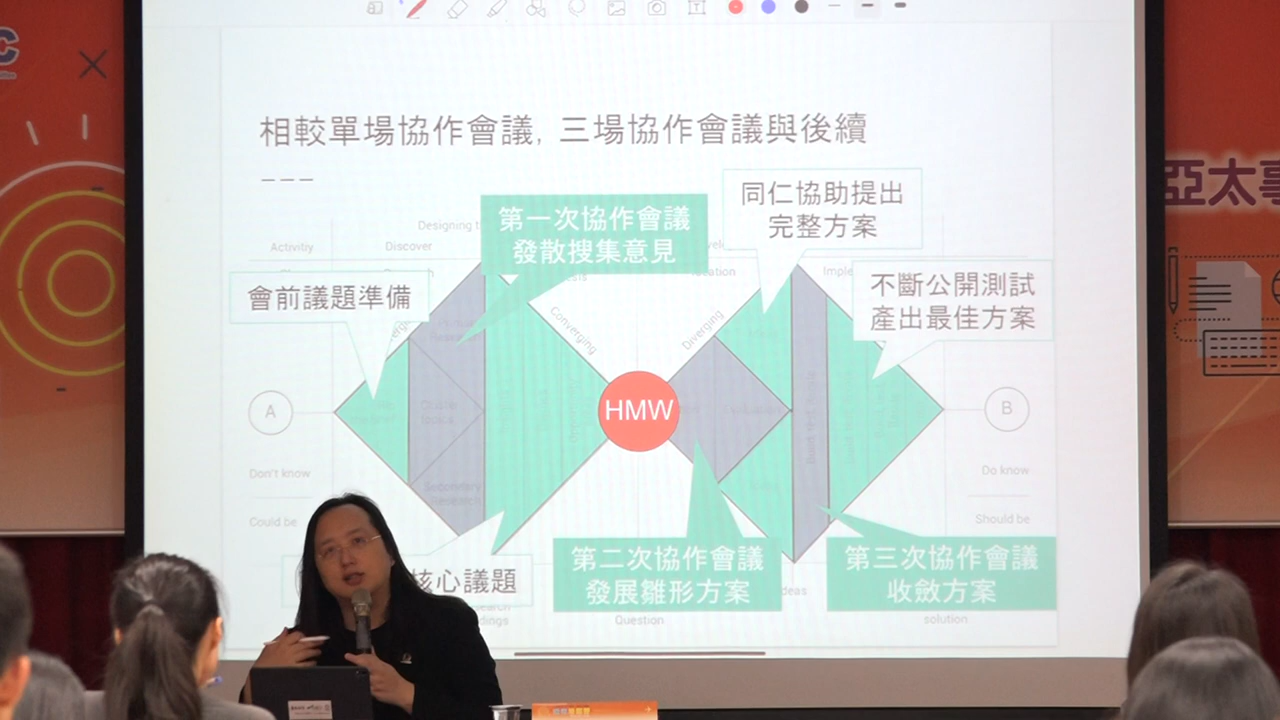 相較單場協作會議，三場協作會議與後續
同仁協助提出
完整方案
第一次協作會議
發散搜集意見
Designing t
Activitiy
Discover
會前議題準備
不斷公開測試
產出最佳方案
Converging
Diverging
A
HMW
B
Don't know
Do know
Could be
Should be
核心議題
第二次協作會議
發展雛形方案
第三次協作會議
收斂方案
Question
solution
亞太